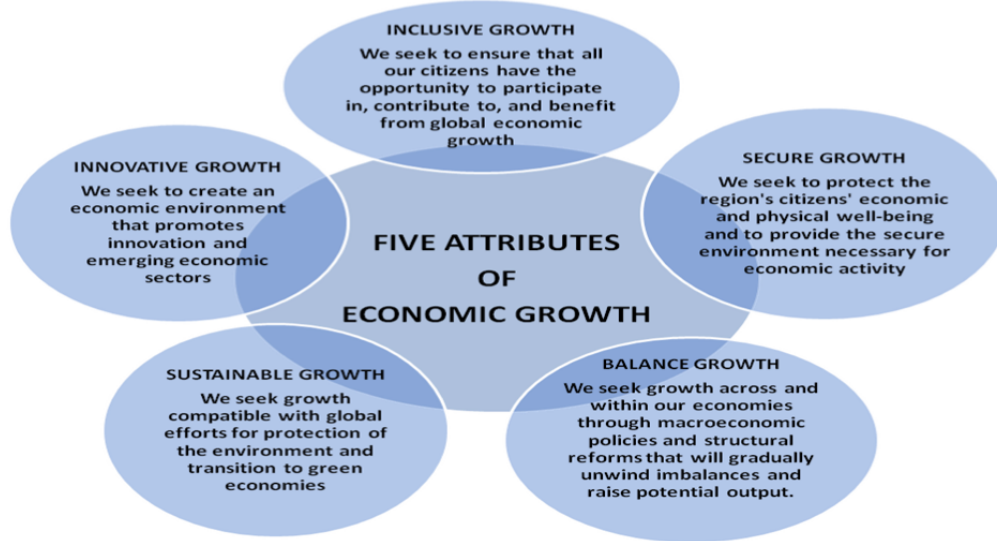 INCLUSIVE GROWTH
We seek to ensure that all
our citizens have the
opportunity to participate
in, contribute to, and benefit
from global economic
growth
INNOVATIVE GROWTH
We seek to create an
economic environment
that promotes
innovation and
emerging economic
sectors
SECURE GROWTH
We seek to protect the
region's citizens' economic
and physical well-being
and to provide the secure
environment necessary for
economic activity
FIVE ATTRIBUTES
OF
ECONOMIC GROWTH
SUSTAINABLE GROWTH
We seek growth
compatible with global
efforts for protection of
the environment and
transition to green
economies
BALANCE GROWTH
We seek growth across and
within our economies
through macroeconomic
policies and structural
reforms that will gradually
unwind imbalances and
raise potential output.